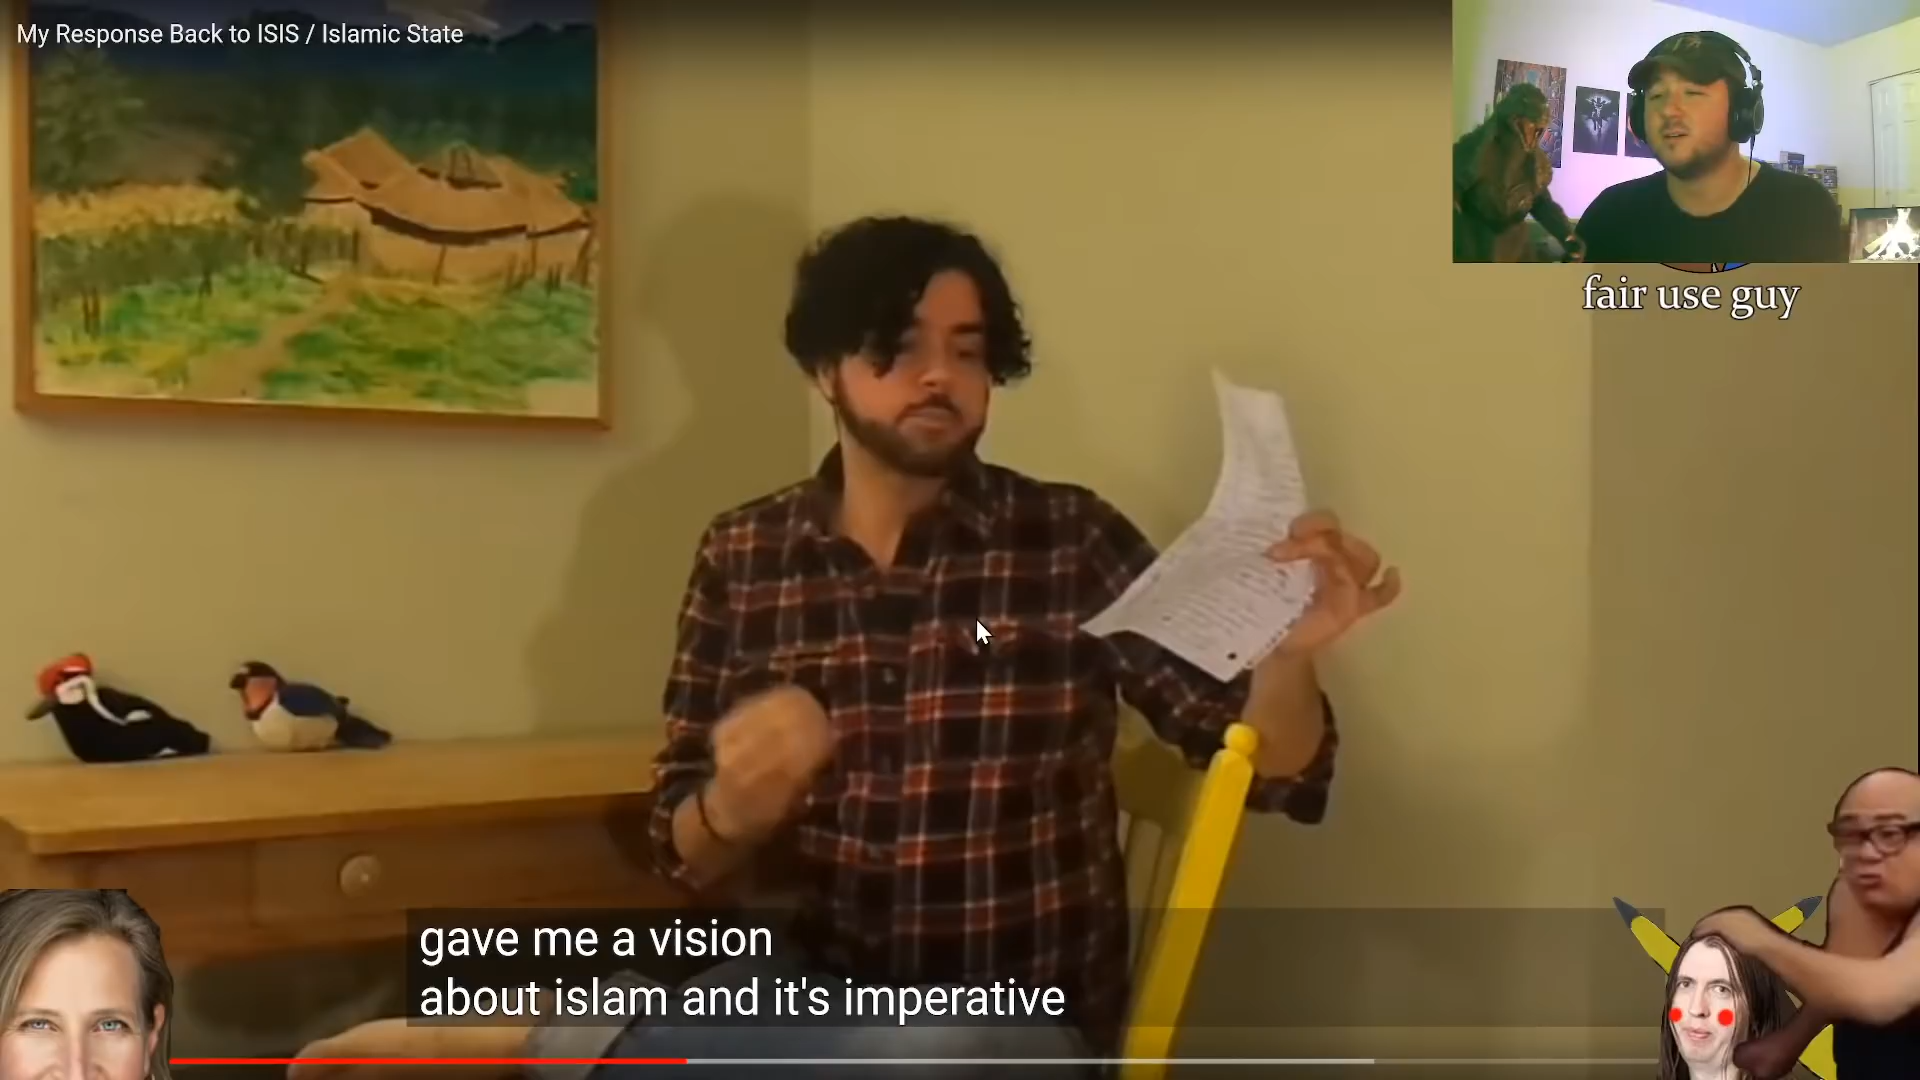 My Response Back to ISIS / Islamic State
fair use guy
gave me a vision
about islam and it's imperative